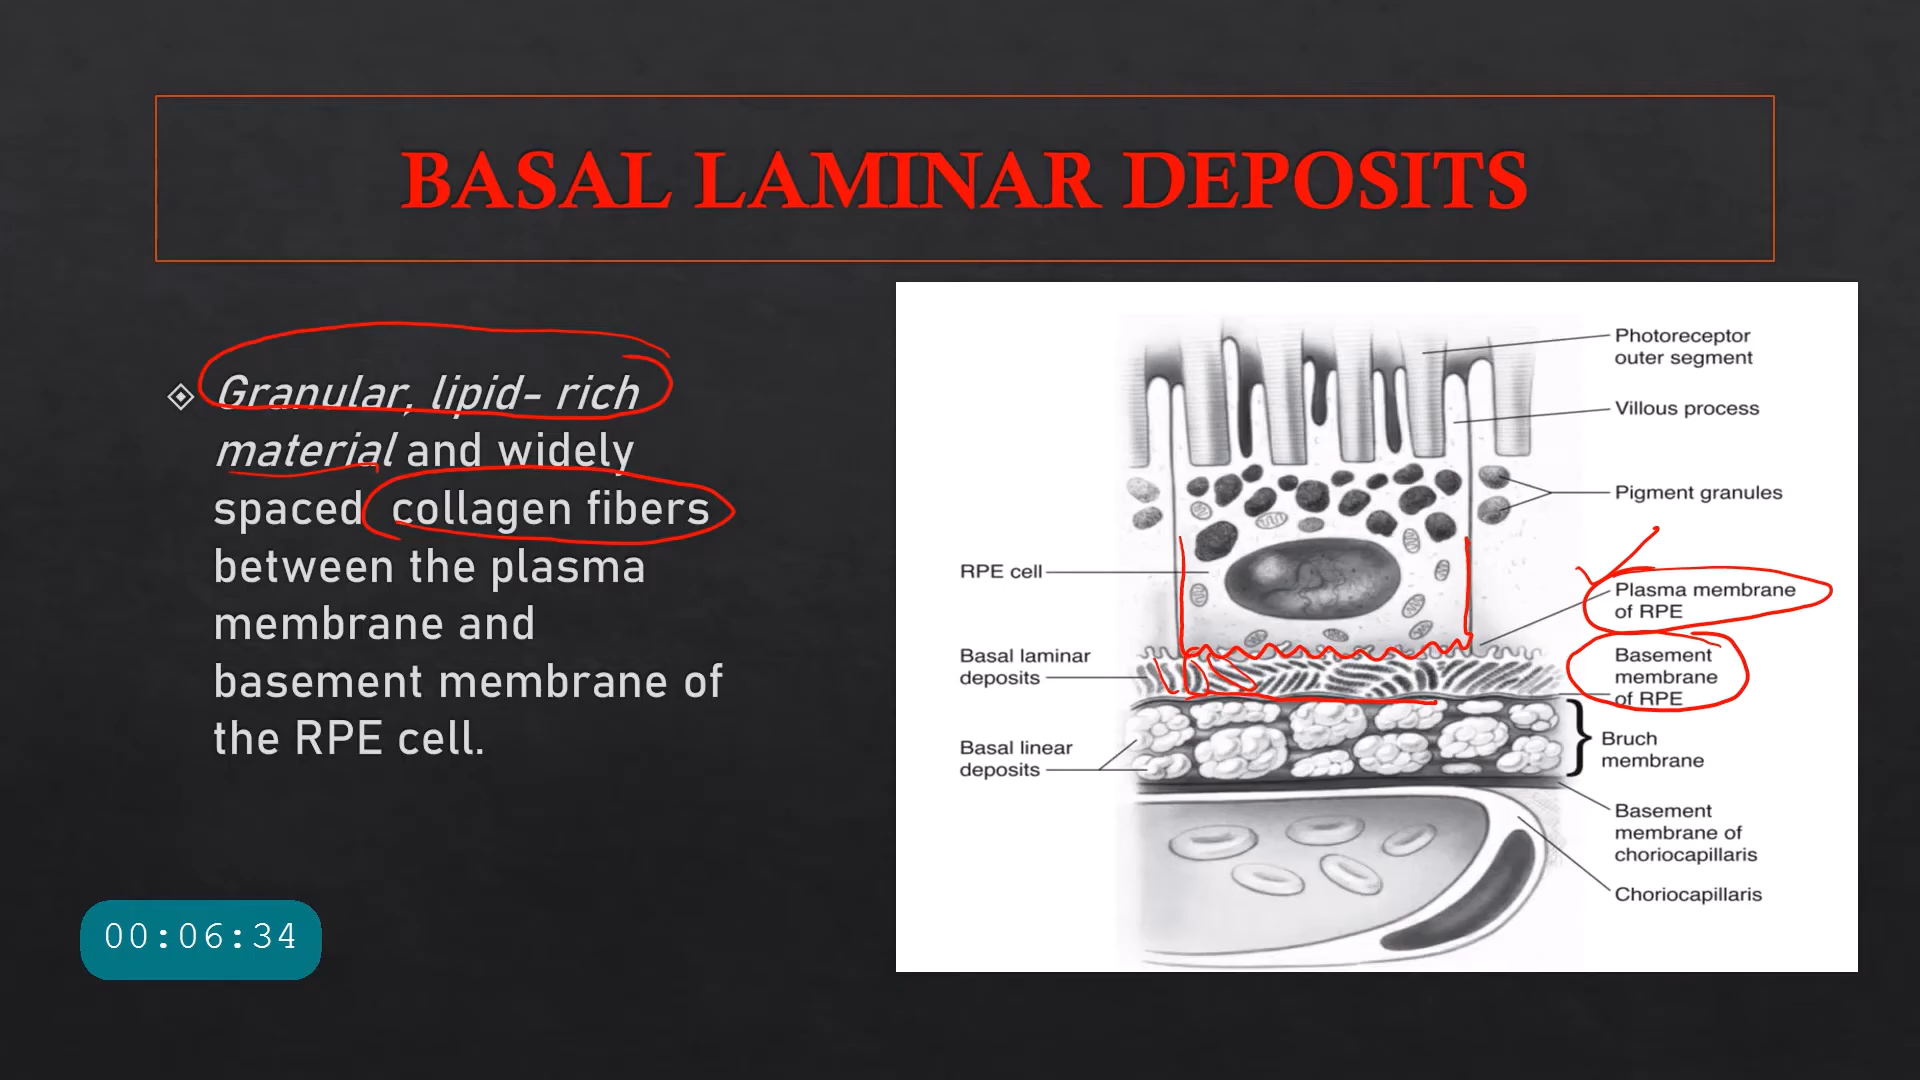 BASAL LAMINAR DEPOSITS
Granular, lipid- rich
material and widely
spaced collagen fibers
between the plasma
membrane and
basement membrane of
the RPE cell.
Photoreceptor
outer segment
Villous process
Pigment granules
RPE cell
Plasma membrane
of RPE
Basal laminar
deposits
Basement
membrane
of RPE
Basal linear
deposits
Bruch
membrane
Basement
membrane of
choriocapillaris
Choriocapillaris
00:06:34